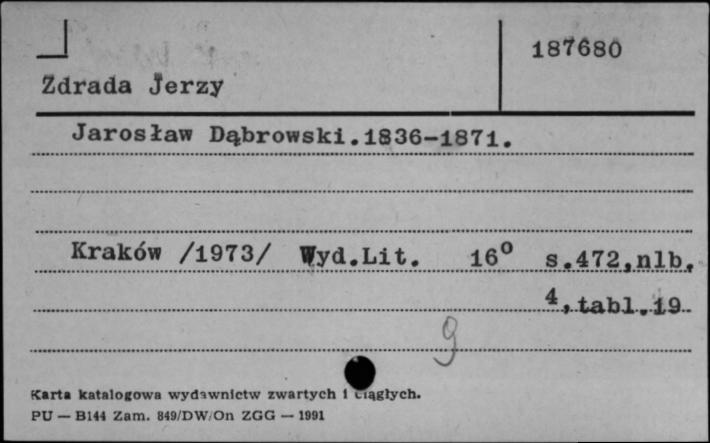 187680
Zdrada Jerzy
Jarosław Dąbrowski.1836-1871.
Kraków /1973/ Wyd.Lit. 16° s.472,nlb.
4,tabl.19
9
Karta katalogowa wydawnictw zwartych i ciągłych.
PU — B144 Zam. 849/DW/On ZGG — 1991